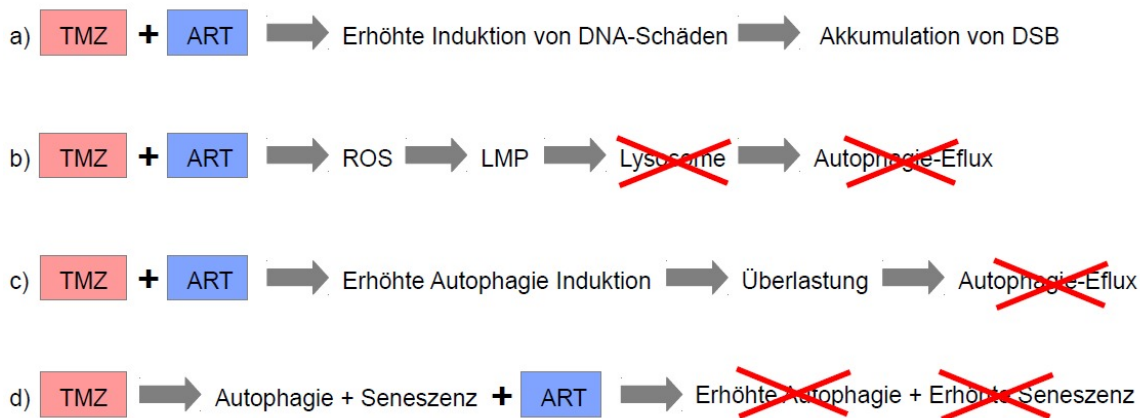 a) TMZ + ART Erhöhte Induktion von DNA-Schäden Akkumulation von DSB
b) TMZ + ART ROS LMP Lysosome Autophagie-Eflux
c) TMZ + ART Erhöhte Autophagie Induktion Überlastung Autophagie-Eflux
d) TMZ Autophagie + Seneszenz + ART Erhöhte Autophagie + Erhöhte Seneszenz